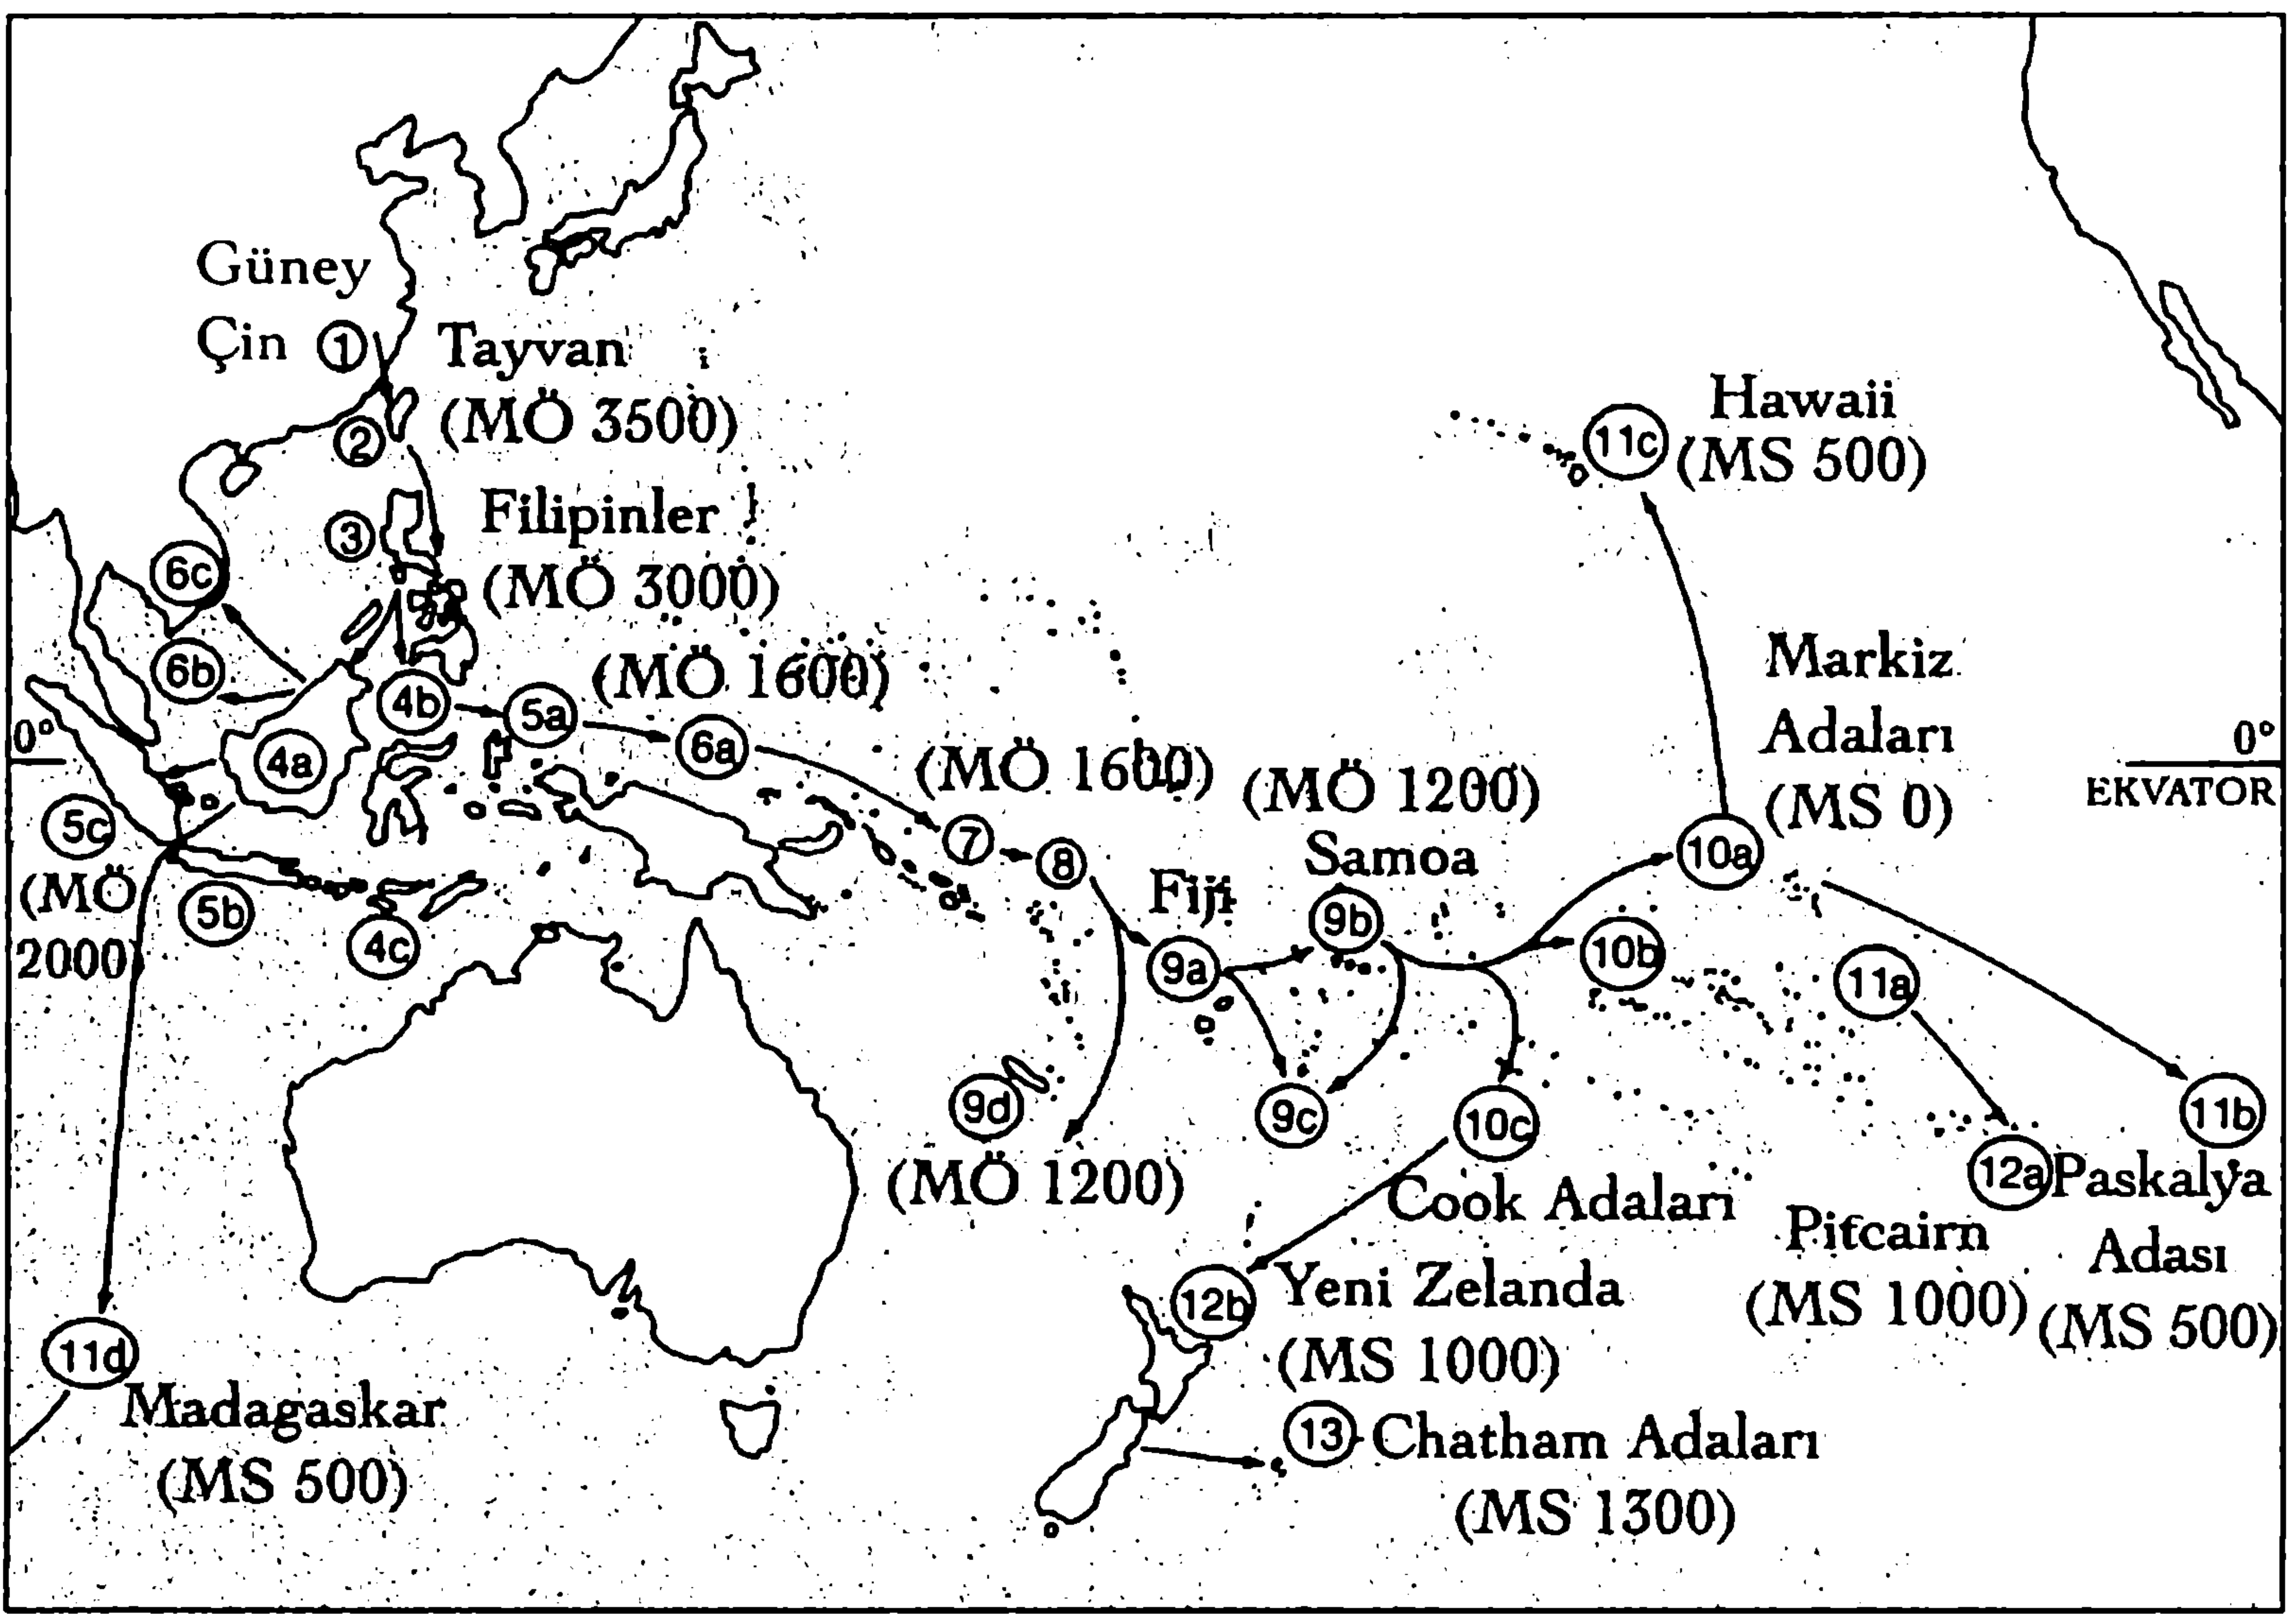 Güney
Çin ① Tayvan
(MÖ 3500)
②
Hawaii
11c (MS 500)
③ Filipinler
(MÖ 3000)
6c
6b
(MÖ 1600)
Markiz
Adaları
(MS 0)
4b 5a 6a
0°
4a
(MÖ 1600)
(MÖ 1200)
Samoa
0°
EKVATOR
5c
(MÖ
2000)
5b
4c
7 8
Fiji
9a 9b
10a
10b
11a
9d
(MÖ 1200)
9c
10c
Cook Adaları
11b
12a Paskalya
Adası
(MS 500)
Pitcairn
(MS 1000)
12b Yeni Zelanda
(MS 1000)
11d
Madagaskar
(MS 500)
13 Chatham Adaları
(MS 1300)